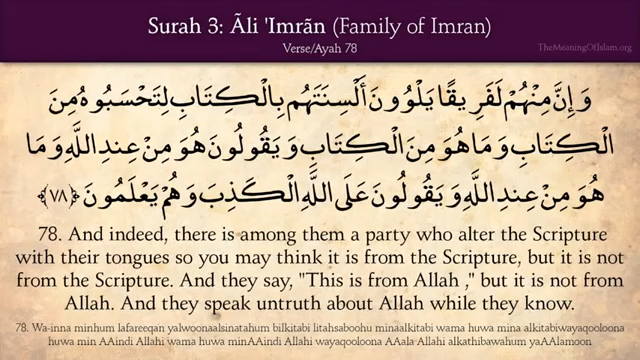 Surah 3: Ãli 'Imrãn (Family of Imran)
Verse/Ayah 78
TheMeaningOfIslam.org
وَإِنَّ مِنْهُمْ لَفَرِيقًا يَلْوُونَ أَلْسِنَتَهُم بِالْكِتَابِ لِتَحْسَبُوهُ مِنَ
الْكِتَابِ وَمَا هُوَ مِنَ الْكِتَابِ وَيَقُولُونَ هُوَ مِنْ عِندِ اللَّهِ وَمَا
هُوَ مِنْ عِندِ اللَّهِ وَيَقُولُونَ عَلَى اللَّهِ الْكَذِبَ وَهُمْ يَعْلَمُونَ ﴿٧٨﴾
78. And indeed, there is among them a party who alter the Scripture
with their tongues so you may think it is from the Scripture, but it is not
from the Scripture. And they say, "This is from Allah ," but it is not from
Allah. And they speak untruth about Allah while they know.
78. Wa-inna minhum lafareeqan yalwoonaalsinatahum bilkitabi litahsaboohu minaalkitabi wama huwa mina alkitabiwayaqooloona
huwa min AAindi Allahi wama huwa minAAindi Allahi wayaqooloona AAala Allahi alkathibawahum yaAAlamoon